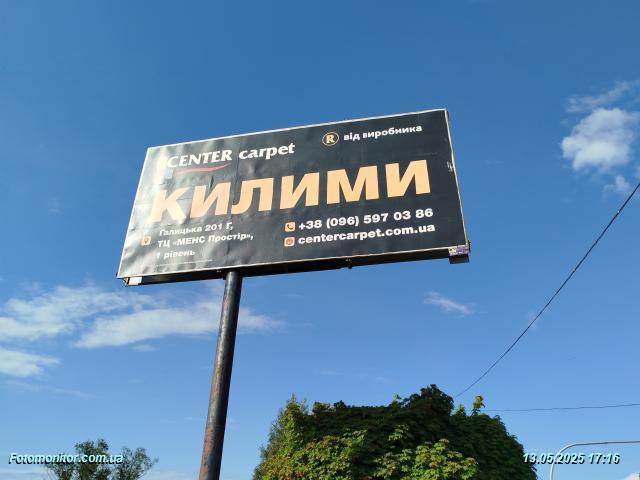 CENTER carpet
R від виробника
КИЛИМИ
Галицька 201 Г,
ТЦ «МЕНС Простір»,
1 рівень
+38 (096) 597 03 86
centercarpet.com.ua
Fotomonitor.com.ua
13.05.2025 17:16